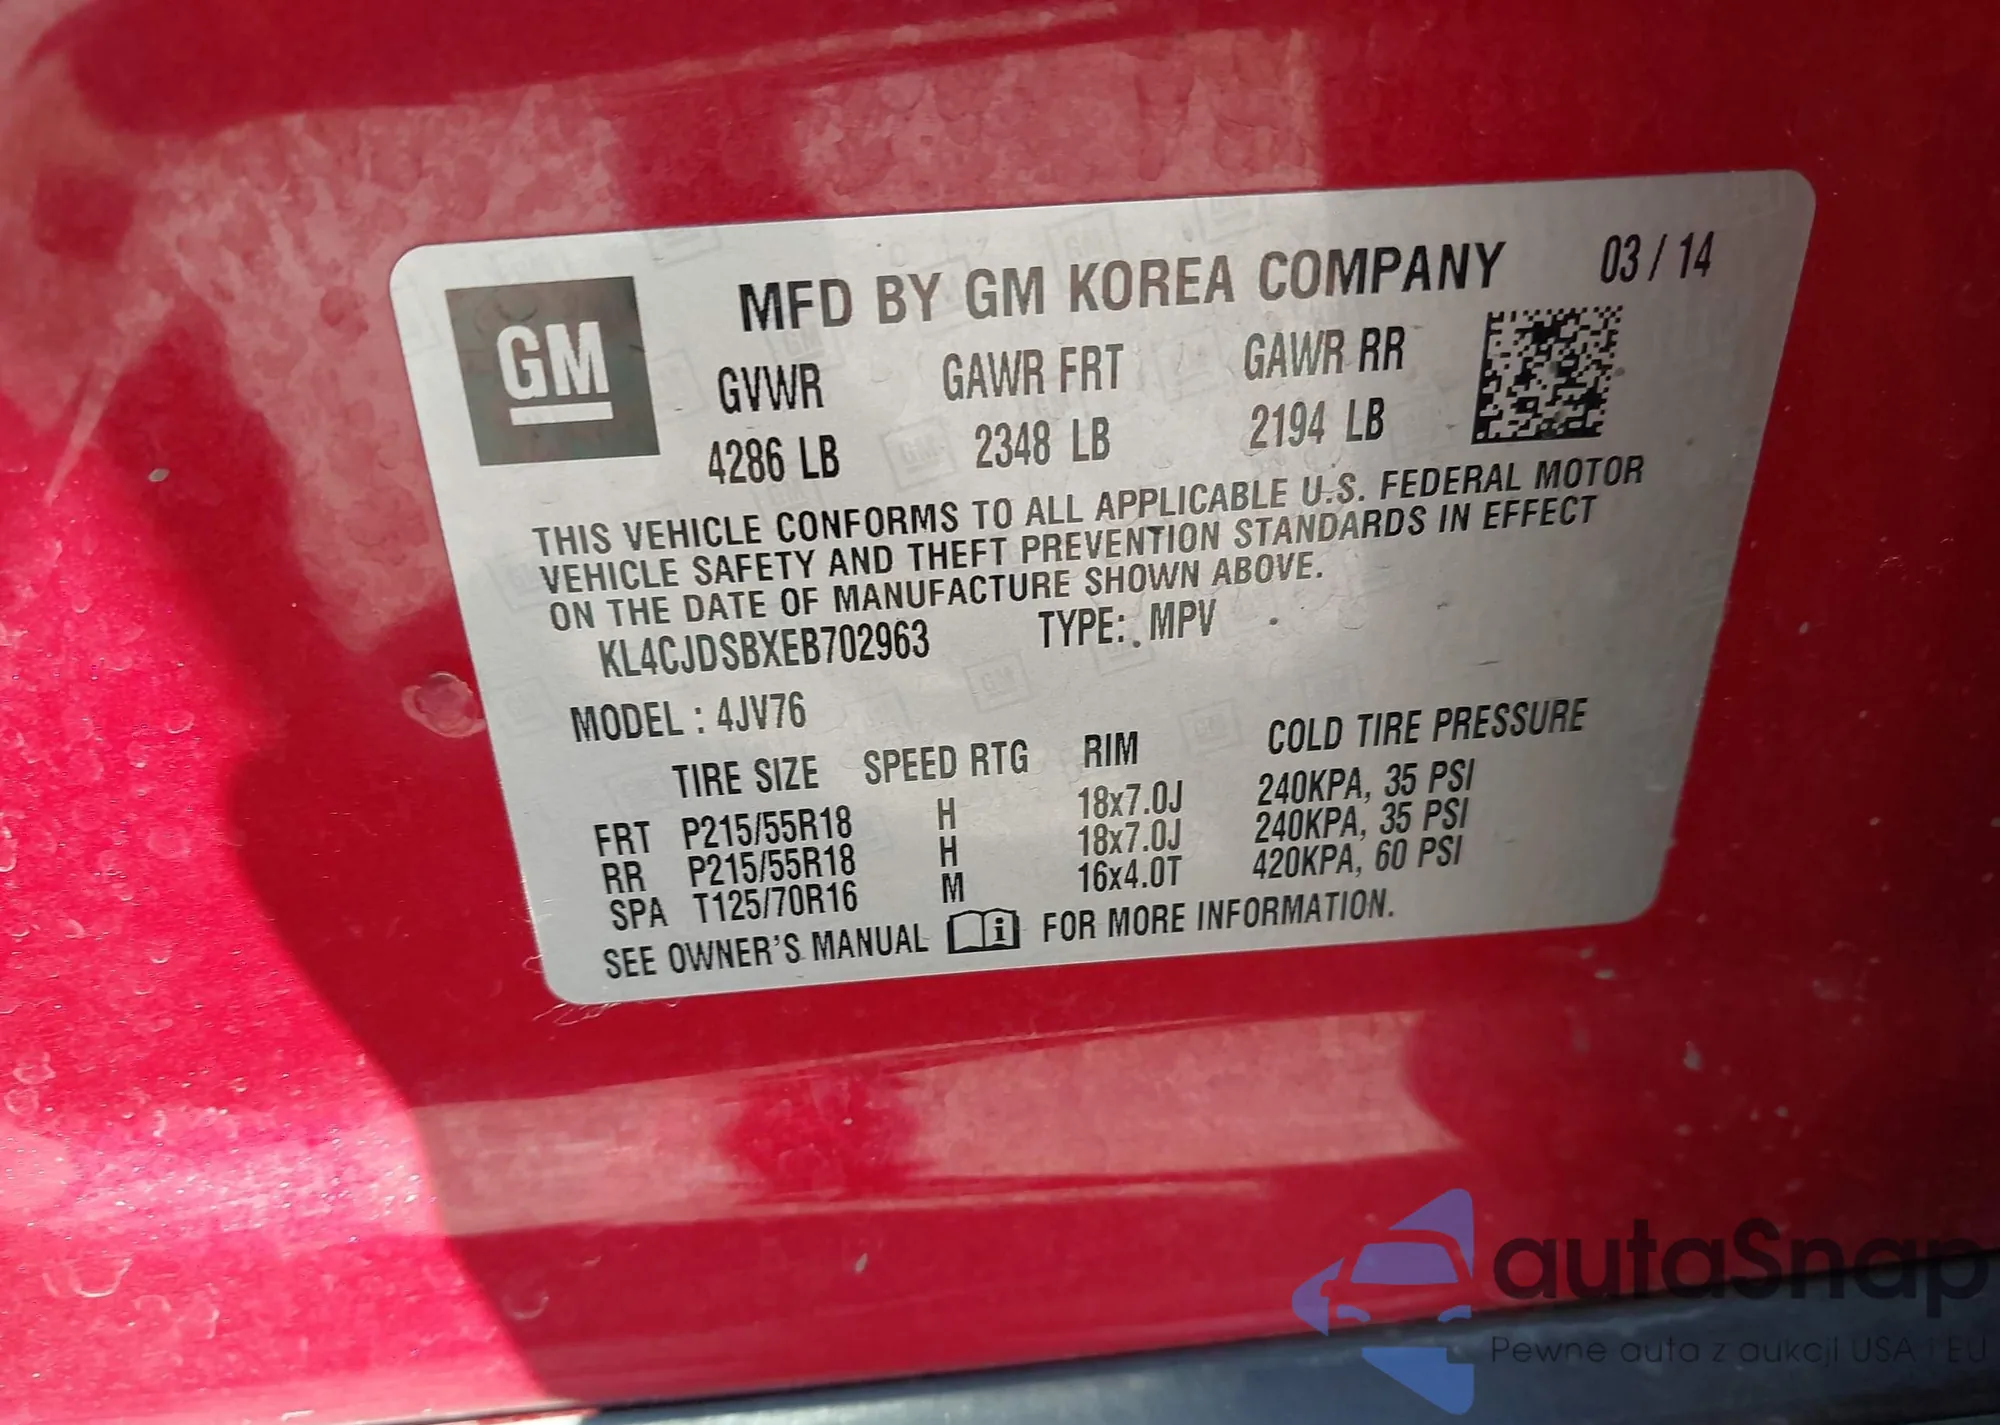 GM
MFD BY GM KOREA COMPANY 03 / 14
GVWR GAWR FRT GAWR RR
4286 LB 2348 LB 2194 LB
THIS VEHICLE CONFORMS TO ALL APPLICABLE U.S. FEDERAL MOTOR
VEHICLE SAFETY AND THEFT PREVENTION STANDARDS IN EFFECT
ON THE DATE OF MANUFACTURE SHOWN ABOVE.
KL4CJDSBXEB702963 TYPE: MPV
MODEL : 4JV76
TIRE SIZE SPEED RTG RIM COLD TIRE PRESSURE
FRT P215/55R18 H 18x7.0J 240KPA, 35 PSI
RR P215/55R18 H 18x7.0J 240KPA, 35 PSI
SPA T125/70R16 M 16x4.0T 420KPA, 60 PSI
SEE OWNER'S MANUAL i FOR MORE INFORMATION.
autaSnap
Pewne auta z aukcji USA i EU